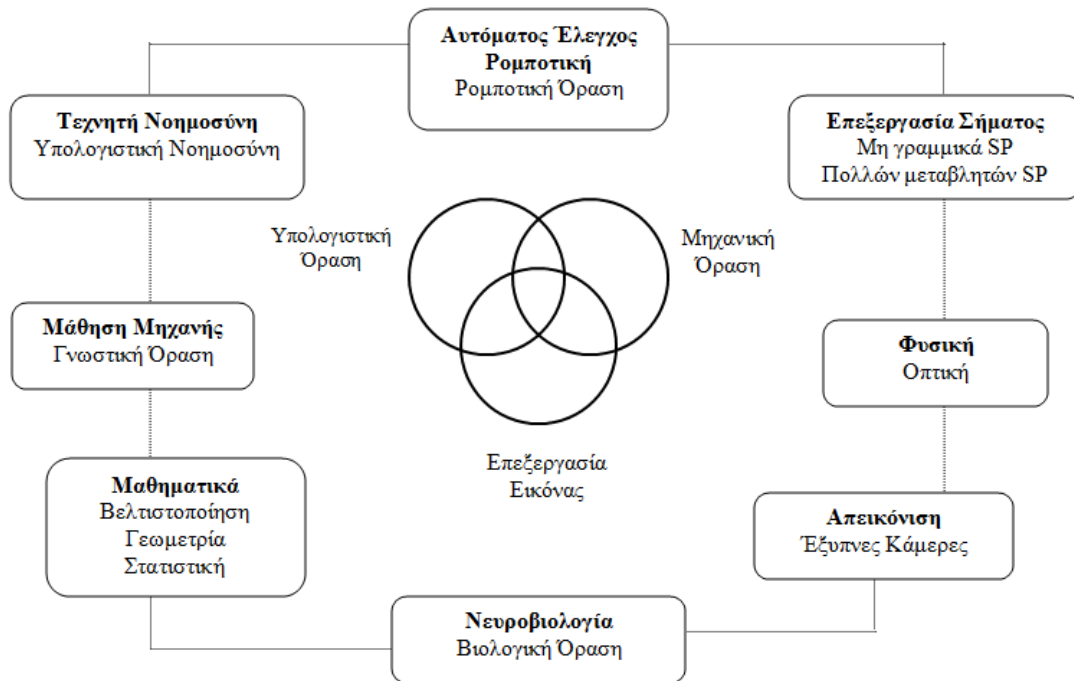 Αυτόματος Έλεγχος
Ρομποτική
Ρομποτική Όραση
Τεχνητή Νοημοσύνη
Υπολογιστική Νοημοσύνη
Επεξεργασία Σήματος
Μη γραμμικά SP
Πολλών μεταβλητών SP
Υπολογιστική
Όραση
Μηχανική
Όραση
Μάθηση Μηχανής
Γνωστική Όραση
Φυσική
Οπτική
Επεξεργασία
Εικόνας
Μαθηματικά
Βελτιστοποίηση
Γεωμετρία
Στατιστική
Απεικόνιση
Έξυπνες Κάμερες
Νευροβιολογία
Βιολογική Όραση